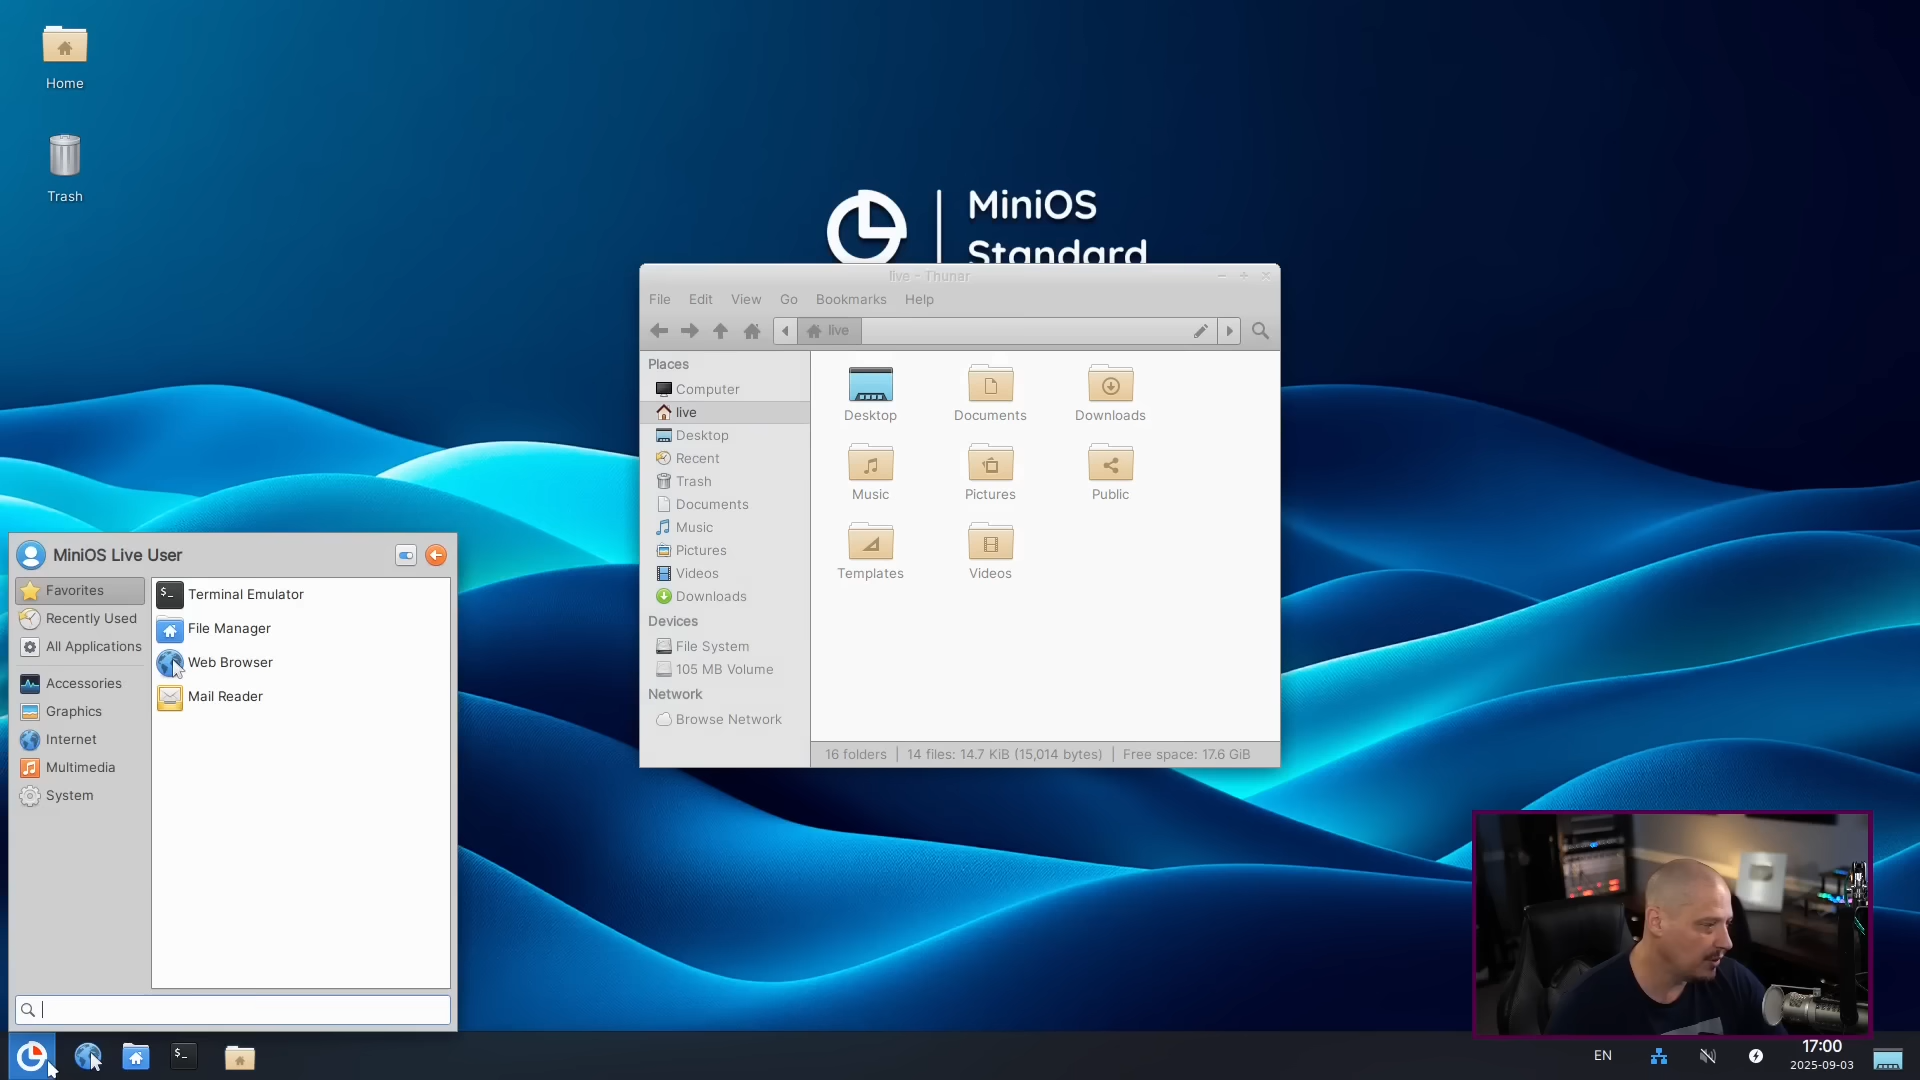 Home
Trash
MiniOS
Standard
live - Thunar
File Edit View Go Bookmarks Help
live
Places
Computer
live
Desktop
Recent
Trash
Documents
Music
Pictures
Videos
Downloads
Devices
File System
105 MB Volume
Network
Browse Network
Desktop Documents Downloads
Music Pictures Public
Templates Videos
16 folders | 14 files: 14.7 KiB (15,014 bytes) | Free space: 17.6 GiB
MiniOS Live User
Favorites
Recently Used
All Applications
Accessories
Graphics
Internet
Multimedia
System
Terminal Emulator
File Manager
Web Browser
Mail Reader
EN
17:00
2025-09-03